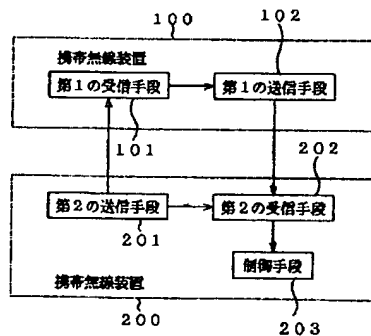 100
102
携帯無線装置
第1の受信手段
第1の送信手段
101
202
第2の送信手段
第2の受信手段
201
制御手段
携帯無線装置
200
203